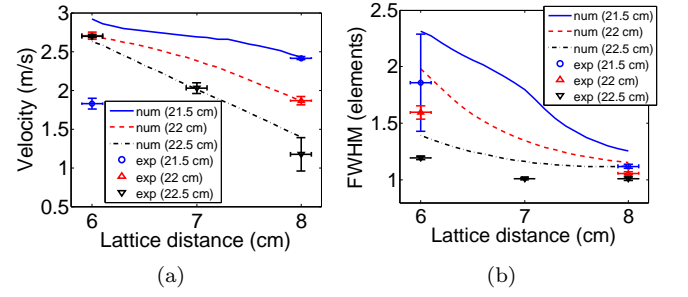 3
2.5
2
1.5
1
0.5
Velocity (m/s)
num (21.5 cm)
num (22 cm)
num (22.5 cm)
exp (21.5 cm)
exp (22 cm)
exp (22.5 cm)
6 7 8
Lattice distance (cm)
(a)
2.5
2
1.5
1
FWHM (elements)
num (21.5 cm)
num (22 cm)
num (22.5 cm)
exp (21.5 cm)
exp (22 cm)
exp (22.5 cm)
6 7 8
Lattice distance (cm)
(b)